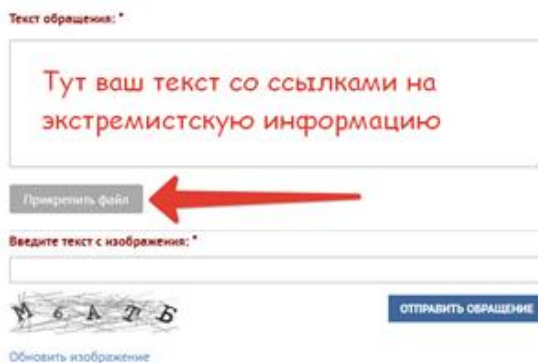 Текст обращения: *
Тут ваш текст со ссылками на
экстремистскую информацию
Прикрепить файл
Введите текст с изображения: *
М 6 А Т Б
ОТПРАВИТЬ ОБРАЩЕНИЕ
Обновить изображение